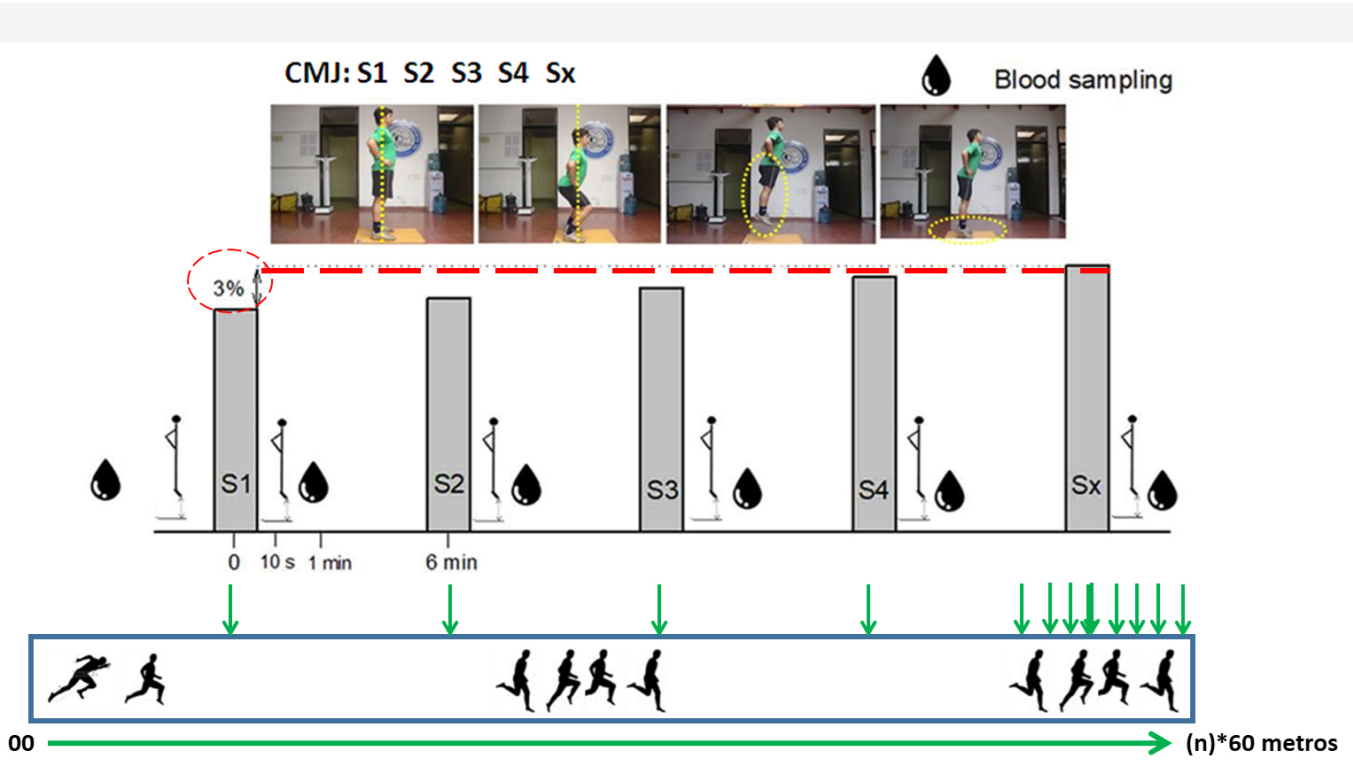 CMJ: S1 S2 S3 S4 Sx
Blood sampling
3%
S1
S2
S3
S4
Sx
0 10 s 1 min 6 min
00
(n)*60 metros